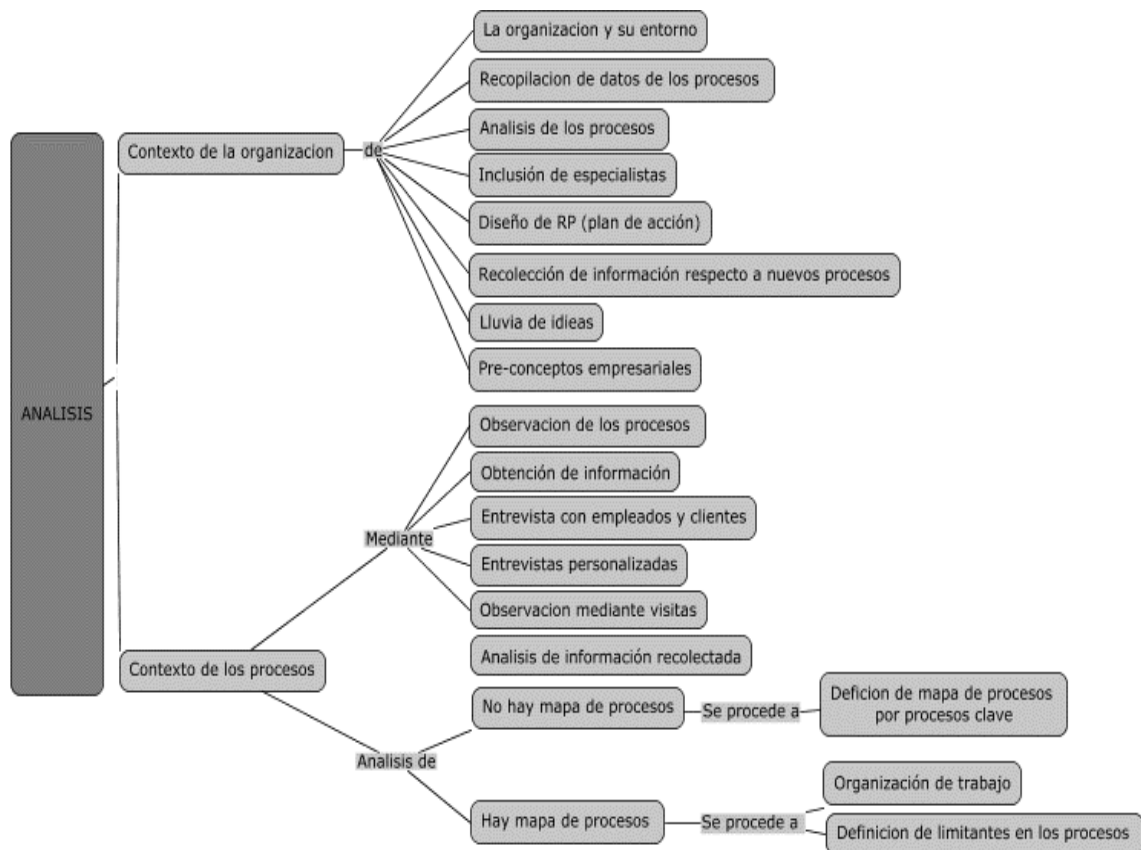 La organizacion y su entorno
Recopilacion de datos de los procesos
Contexto de la organizacion
de
Analisis de los procesos
Inclusión de especialistas
Diseño de RP (plan de acción)
Recolección de información respecto a nuevos procesos
Lluvia de idieas
Pre-conceptos empresariales
ANALISIS
Observacion de los procesos
Obtención de información
Entrevista con empleados y clientes
Mediante
Entrevistas personalizadas
Observacion mediante visitas
Contexto de los procesos
Analisis de información recolectada
No hay mapa de procesos
Se procede a
Deficion de mapa de procesos
por procesos clave
Analisis de
Organización de trabajo
Hay mapa de procesos
Se procede a
Definicion de limitantes en los procesos